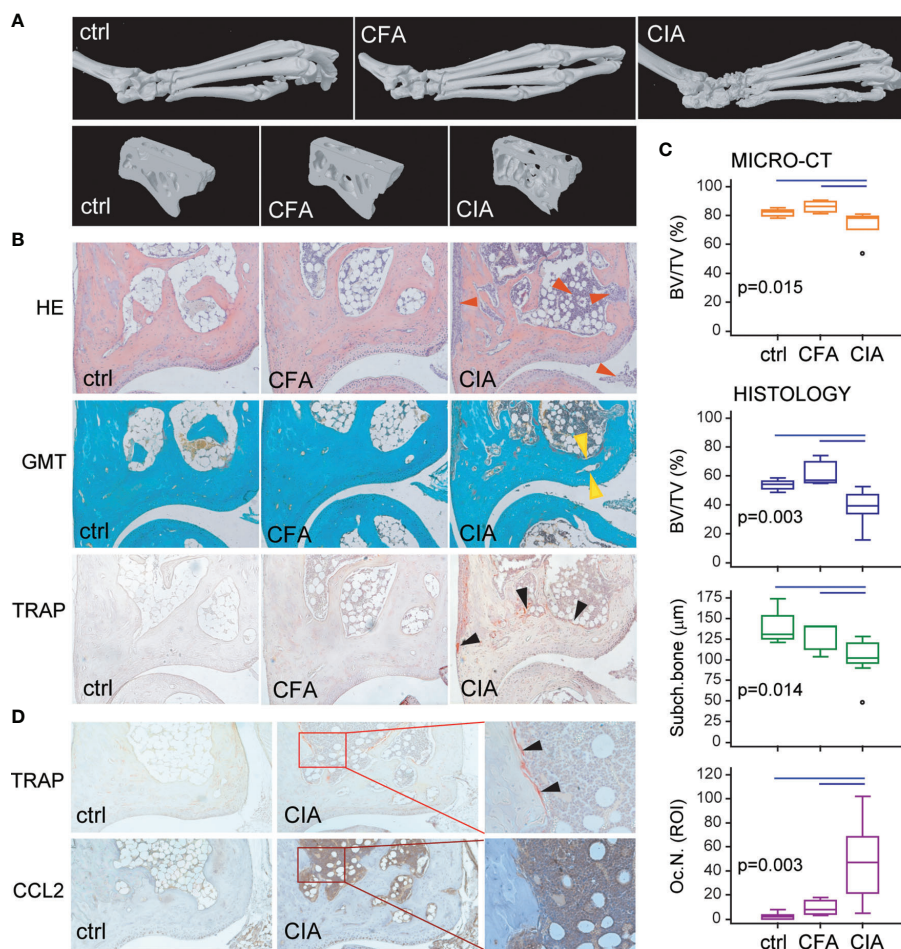 A
ctrl
CFA
CIA
ctrl
CFA
CIA
B
HE
ctrl
CFA
CIA
GMT
ctrl
CFA
CIA
TRAP
ctrl
CFA
CIA
D
TRAP
ctrl
CIA
CCL2
ctrl
CIA
C
MICRO-CT
BV/TV (%)
100
80
60
40
20
0
p=0.015
ctrl CFA CIA
HISTOLOGY
BV/TV (%)
100
80
60
40
20
0
p=0.003
Subch.bone (μm)
175
150
125
100
75
50
25
0
p=0.014
Oc.N. (ROI)
120
100
80
60
40
20
0
p=0.003
ctrl CFA CIA